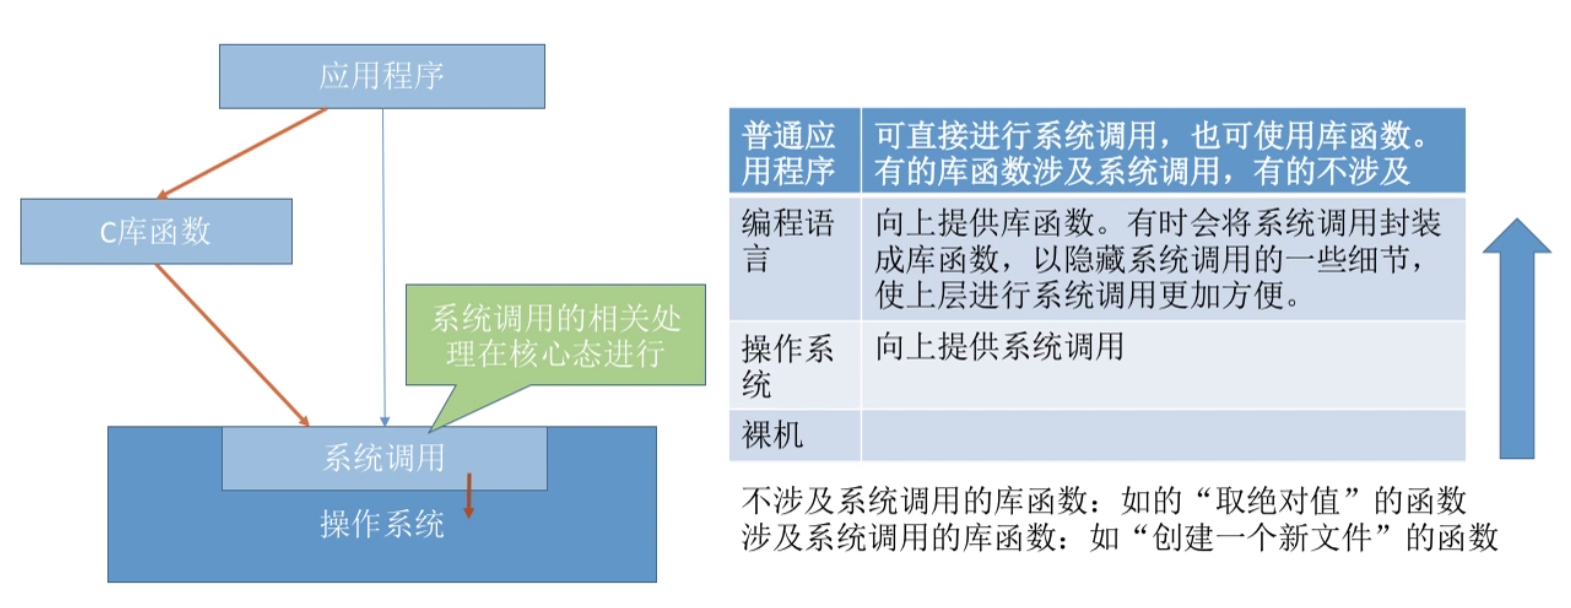 应用程序
C库函数
系统调用的相关处
理在核心态进行
系统调用
操作系统
普通应
用程序
可直接进行系统调用，也可使用库函数。
有的库函数涉及系统调用，有的不涉及
编程语
言
向上提供库函数。有时会将系统调用封装
成库函数，以隐藏系统调用的一些细节，
使上层进行系统调用更加方便。
操作系
统
向上提供系统调用
裸机
不涉及系统调用的库函数：如的“取绝对值”的函数
涉及系统调用的库函数：如“创建一个新文件”的函数